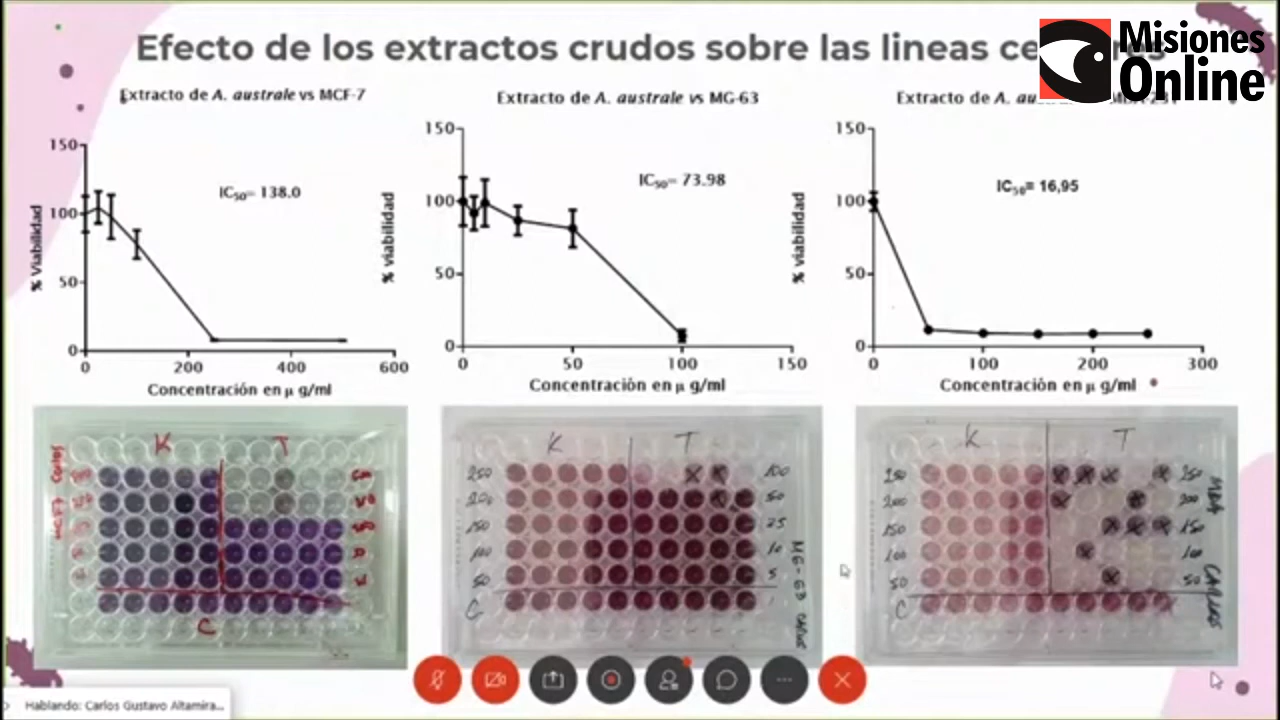 Efecto de los extractos crudos sobre las lineas
Misiones
Online
Extracto de A. australe vs MCF-7
150
100
50
0
0 200 400 600
% Viabilidad
IC50= 138.0
Concentración en µ g/ml
Extracto de A. australe vs MG-63
150
100
50
0
0 50 100 150
% viabilidad
IC50= 73.98
Concentración en µ g/ml
Extracto de A.
150
100
50
0
0 100 200 300
% viabilidad
IC50= 16,95
Concentración en µ g/ml
K T
C
MCF7 Carlos
K T
250 100
200 50
150 25
100 10
50 5
C
MG-63
K T
250 250
200 200
150 150
100 100
50 50
C
Hablando: Carlos Gustavo Altamira...